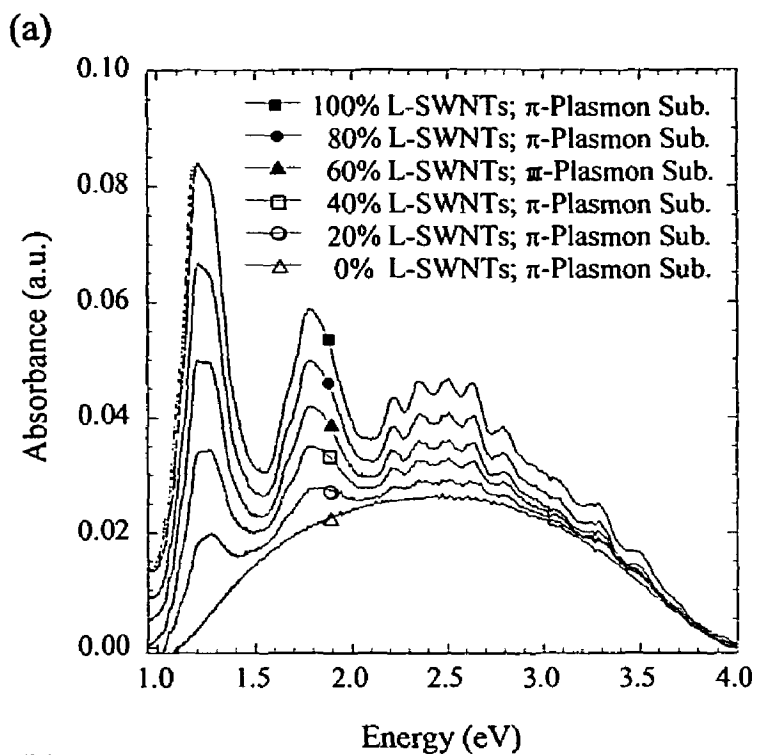 (a)
0.10
100% L-SWNTs; π-Plasmon Sub.
80% L-SWNTs; π-Plasmon Sub.
60% L-SWNTs; π-Plasmon Sub.
40% L-SWNTs; π-Plasmon Sub.
20% L-SWNTs; π-Plasmon Sub.
0% L-SWNTs; π-Plasmon Sub.
0.08
0.06
0.04
0.02
0.00
Absorbance (a.u.)
1.0 1.5 2.0 2.5 3.0 3.5 4.0
Energy (eV)